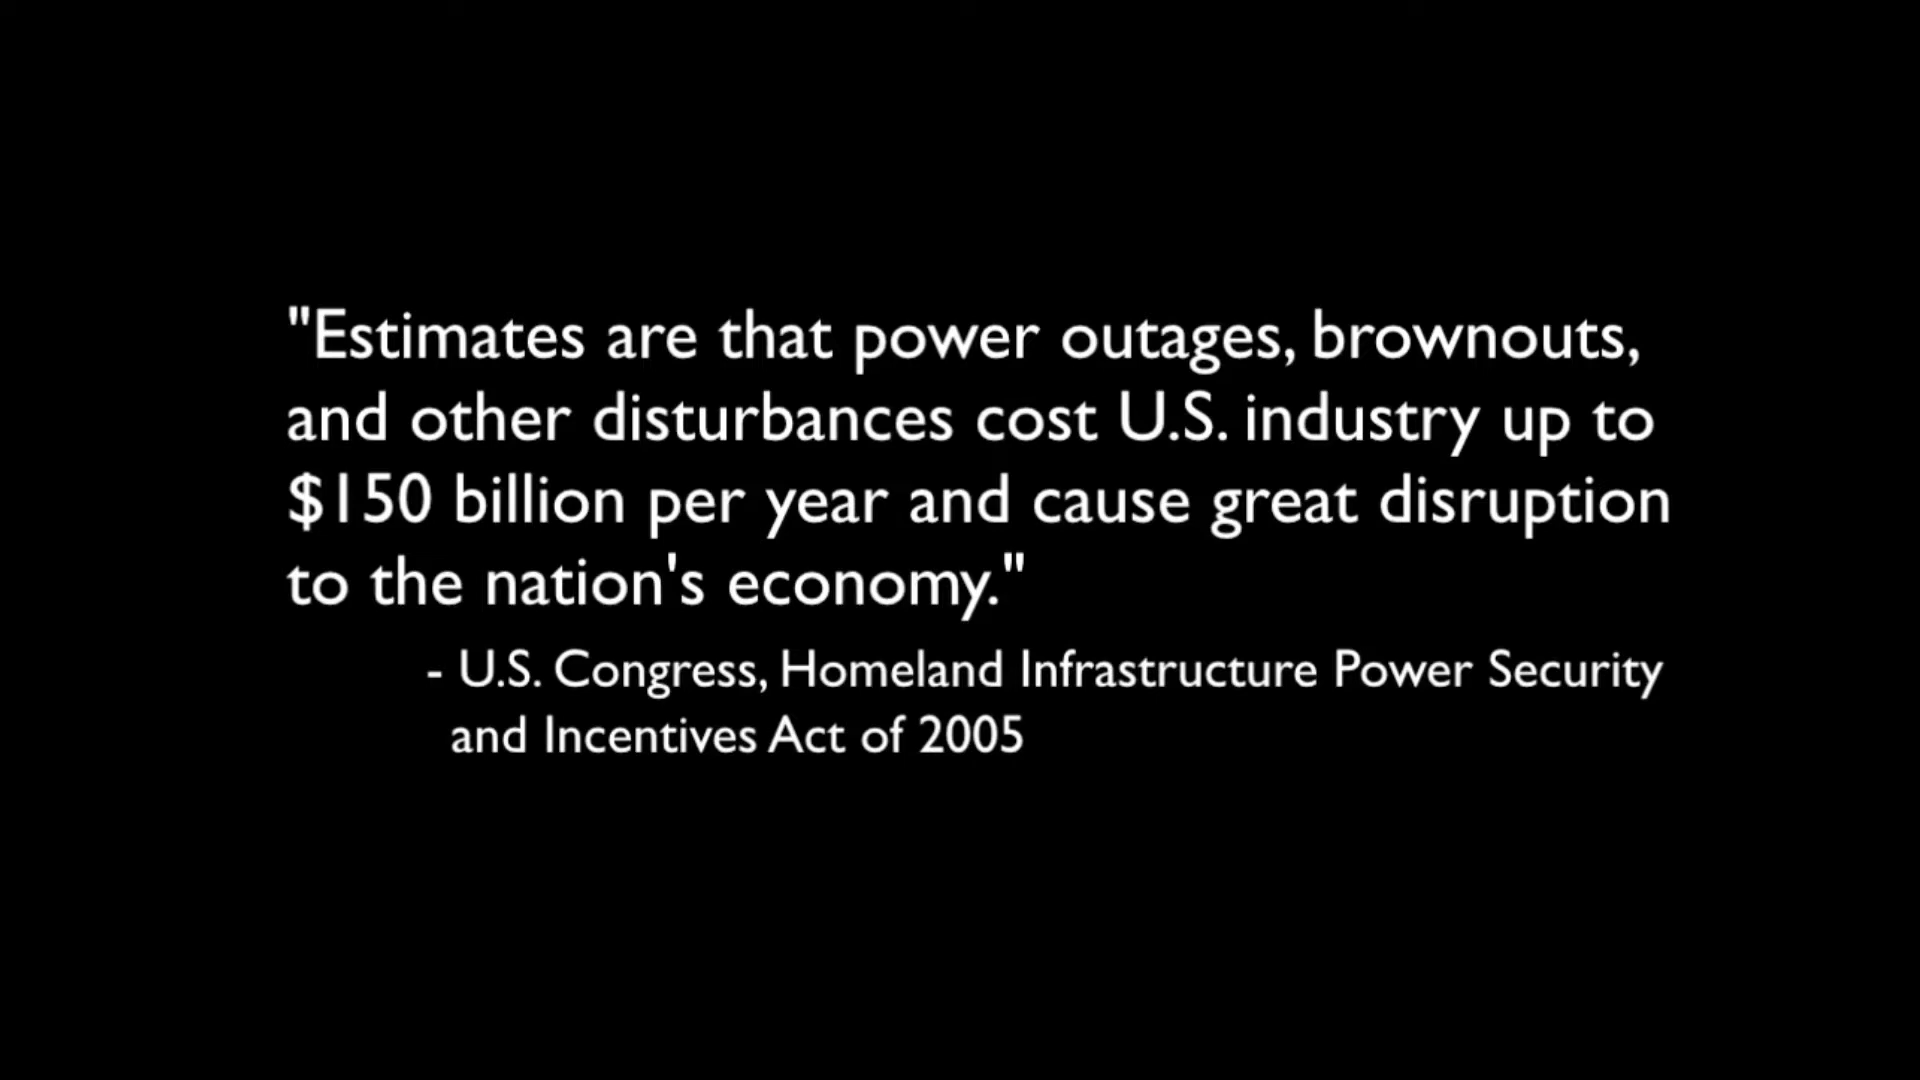 "Estimates are that power outages, brownouts,
and other disturbances cost U.S. industry up to
$150 billion per year and cause great disruption
to the nation's economy."
- U.S. Congress, Homeland Infrastructure Power Security
and Incentives Act of 2005